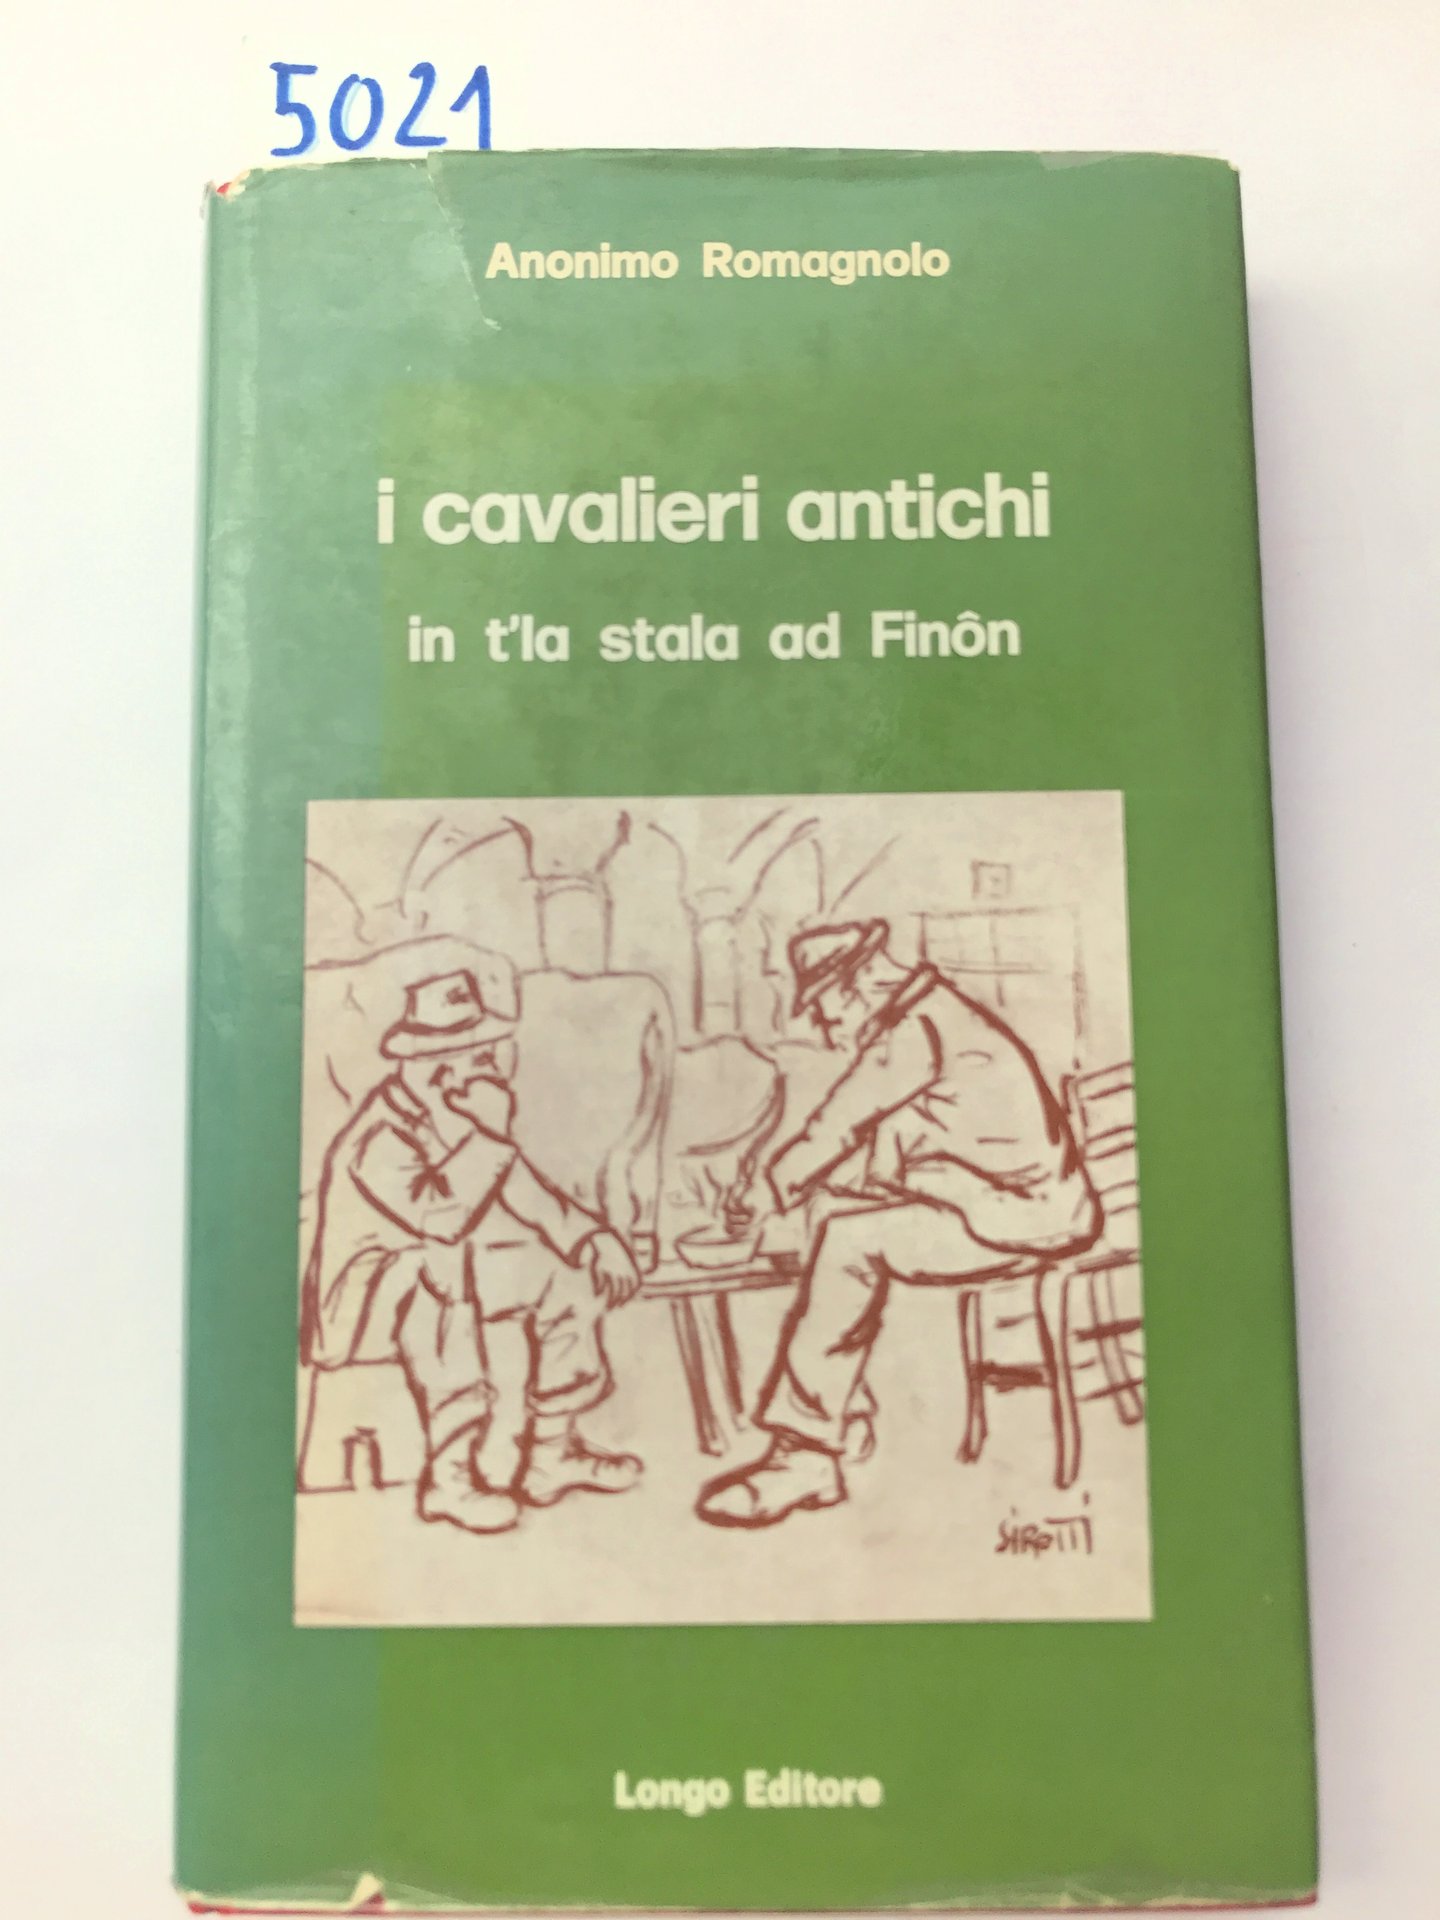 5021
Anonimo Romagnolo
i cavalieri antichi
in t'la stala ad Finôn
SIROTTI
Longo Editore